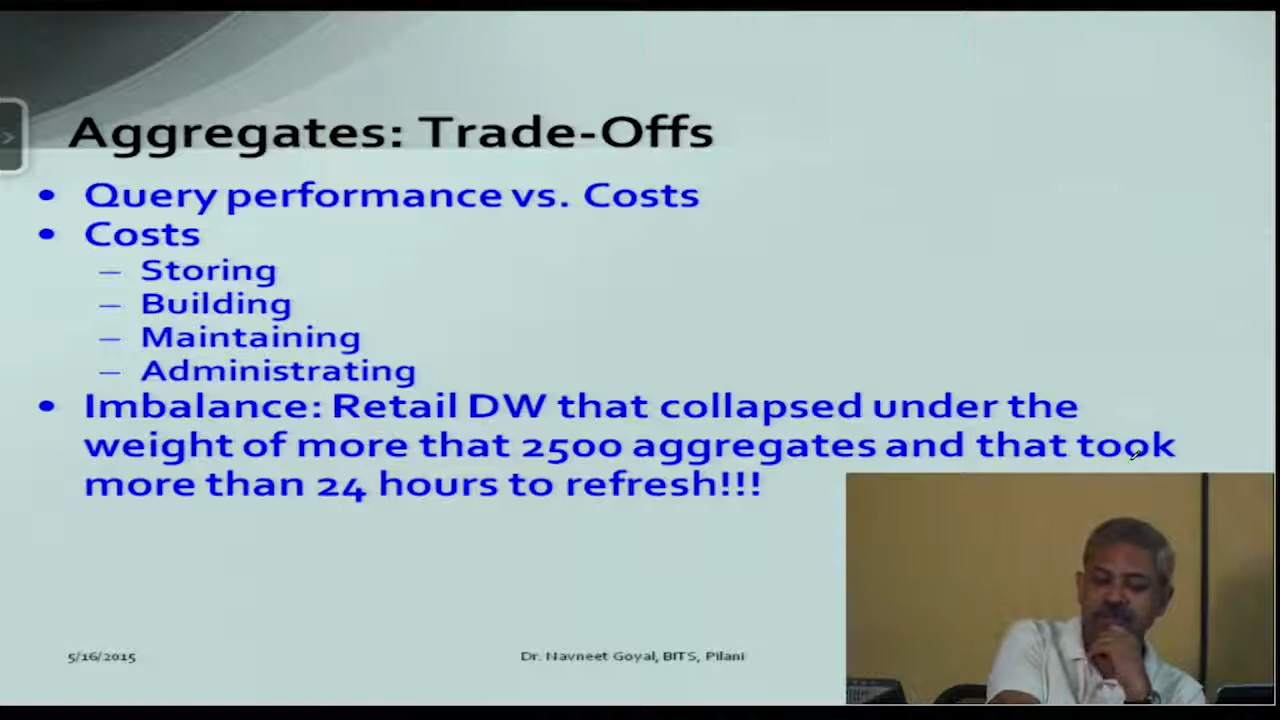 Aggregates: Trade-Offs
• Query performance vs. Costs
• Costs
– Storing
– Building
– Maintaining
– Administrating
• Imbalance: Retail DW that collapsed under the
weight of more that 2500 aggregates and that took
more than 24 hours to refresh!!!
5/16/2015
Dr. Navneet Goyal, BITS, Pilani